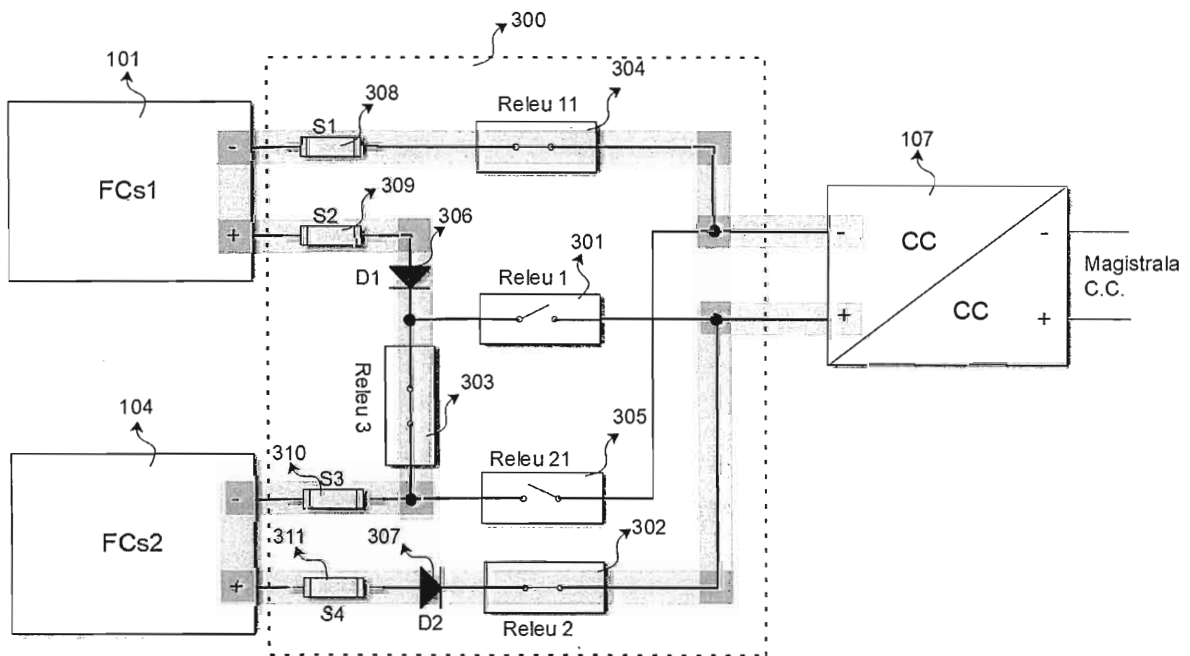 300
101
308
304
S1
Releu 11
-
FCs1
309
107
S2
306
+
CC
-
-
D1
301
Releu 1
Magistrala
C.C.
CC
+
+
Releu 3
303
104
305
310
Releu 21
S3
-
FCs2
311
307
302
+
S4
D2
Releu 2